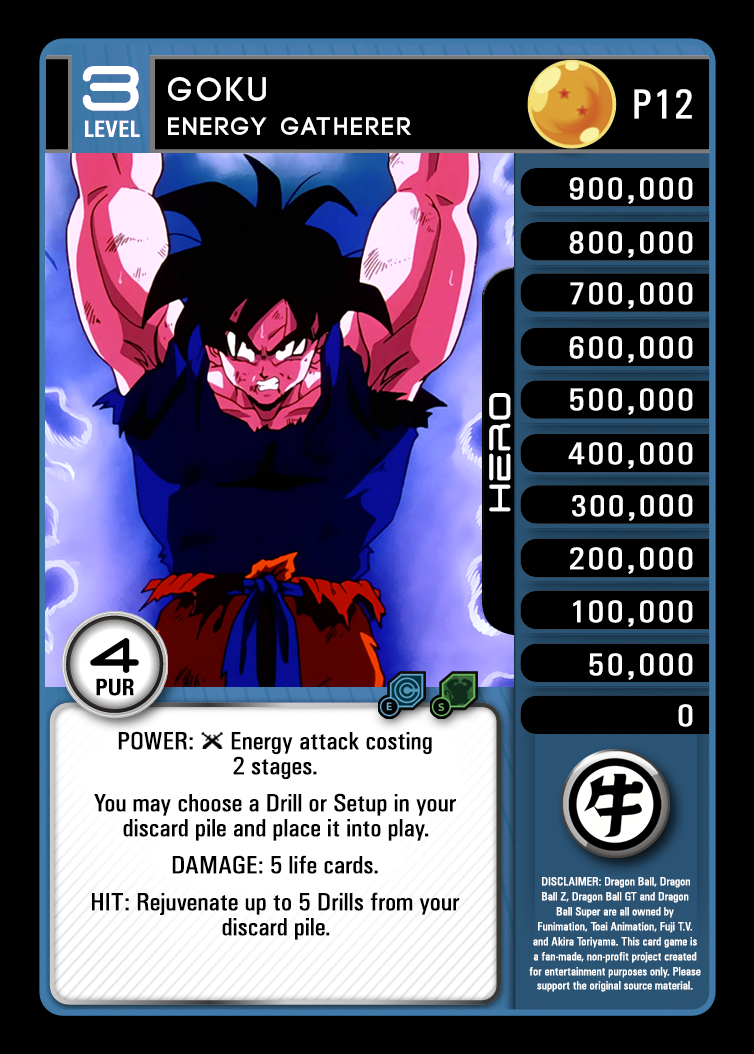 3
LEVEL
GOKU
ENERGY GATHERER
P12
900,000
800,000
700,000
600,000
500,000
400,000
300,000
200,000
100,000
50,000
0
HERO
4
PUR
E
S
POWER: Energy attack costing
2 stages.
You may choose a Drill or Setup in your
discard pile and place it into play.
DAMAGE: 5 life cards.
HIT: Rejuvenate up to 5 Drills from your
discard pile.
牛
DISCLAIMER: Dragon Ball, Dragon
Ball Z, Dragon Ball GT and Dragon
Ball Super are all owned by
Funimation, Toei Animation, Fuji T.V.
and Akira Toriyama. This card game is
a fan-made, non-profit project created
for entertainment purposes only. Please
support the original source material.